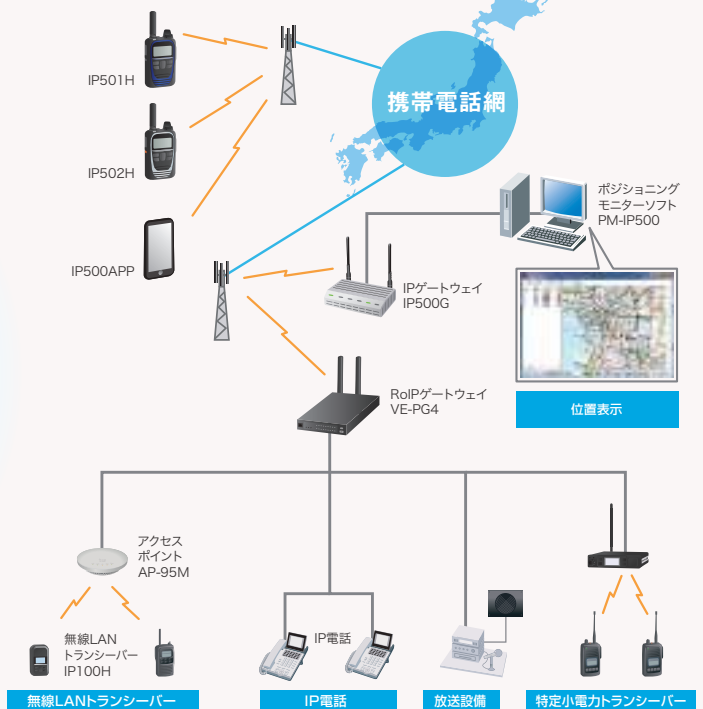 IP501H
携帯電話網
IP502H
ポジショニング
モニターソフト
PM-IP500
IP500APP
IPゲートウェイ
IP500G
RoIPゲートウェイ
VE-PG4
位置表示
アクセス
ポイント
AP-95M
無線LAN
トランシーバー
IP100H
IP電話
無線LANトランシーバー
IP電話
放送設備
特定小電力トランシーバー